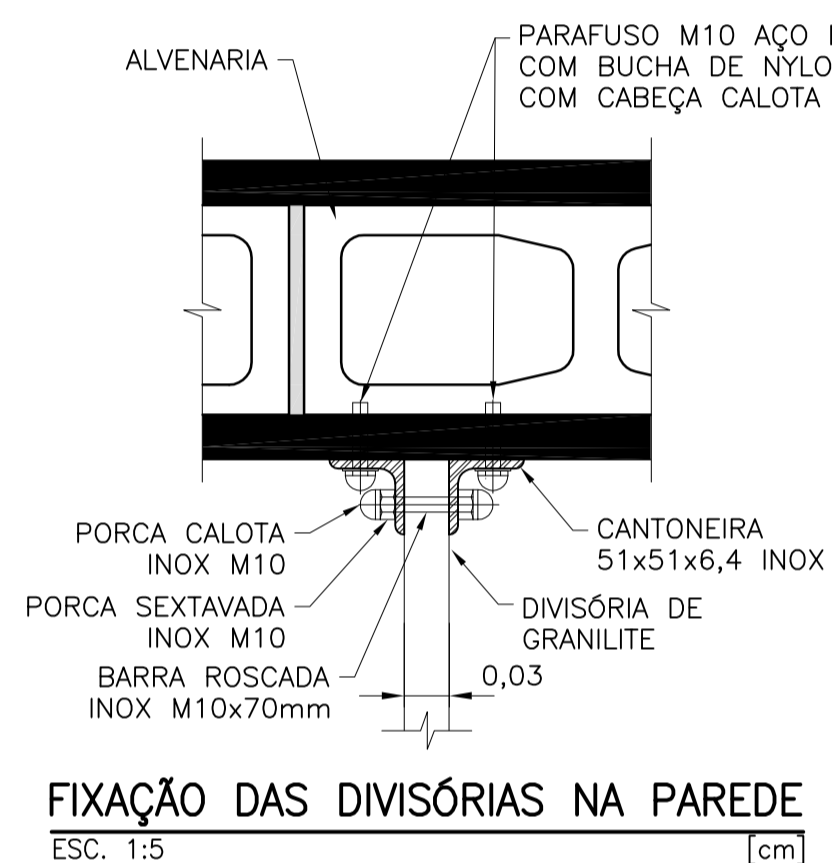 PARAFUSO M10 AÇO
COM BUCHA DE
COM CABEÇA CALOTA
ALVENARIA
PORCA CALOTA
INOX M10
PORCA SEXTAVADA
INOX M10
BARRA ROSCADA
INOX M10x70mm
CANTONEIRA
51x51x6,4 INOX
DIVISÓRIA DE
GRANILITE
0,03
FIXAÇÃO DAS DIVISÓRIAS NA PAREDE
ESC. 1:5
[cm]